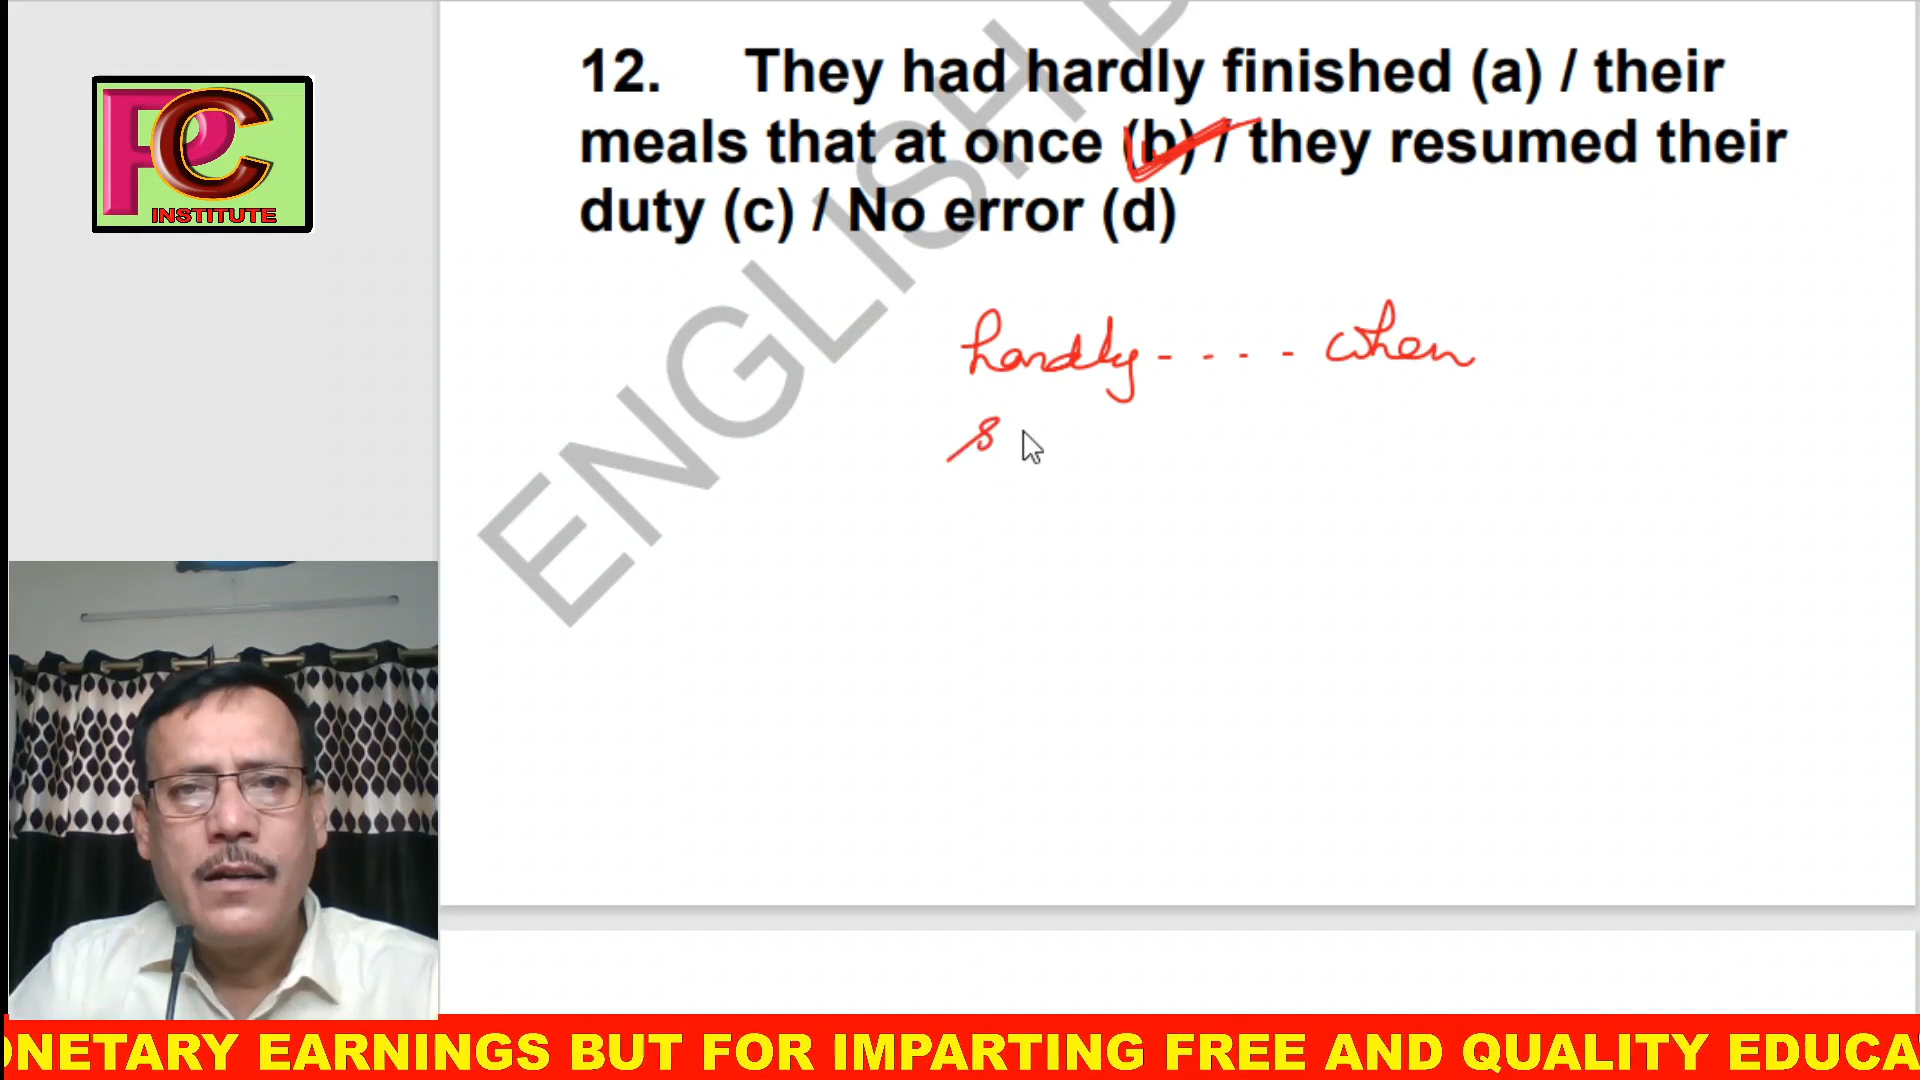 12. They had hardly finished (a) / their
meals that at once (b) / they resumed their
duty (c) / No error (d)
PC
INSTITUTE
ENGLISH B
hardly - - - - when
s
ONETARY EARNINGS BUT FOR IMPARTING FREE AND QUALITY EDUCA